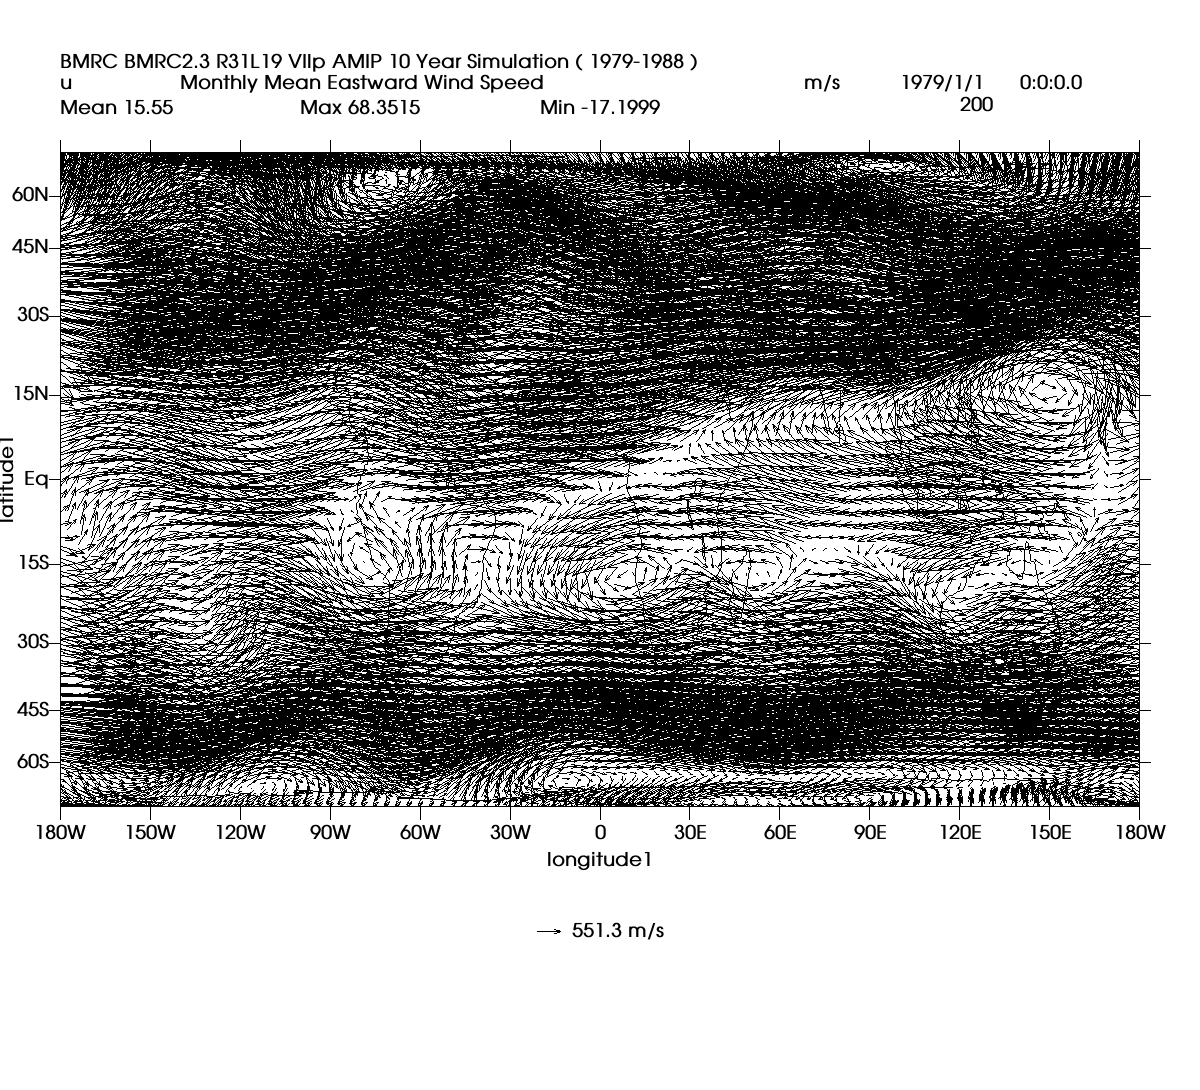 BMRC BMRC2.3 R31L19 VIIp AMIP 10 Year Simulation ( 1979-1988 )
u Monthly Mean Eastward Wind Speed m/s 1979/1/1 0:0:0.0
Mean 15.55 Max 68.3515 Min -17.1999 200
60N
45N
30S
15N
Eq
latitude1
15S
30S
45S
60S
180W 150W 120W 90W 60W 30W 0 30E 60E 90E 120E 150E 180W
longitude1
551.3 m/s